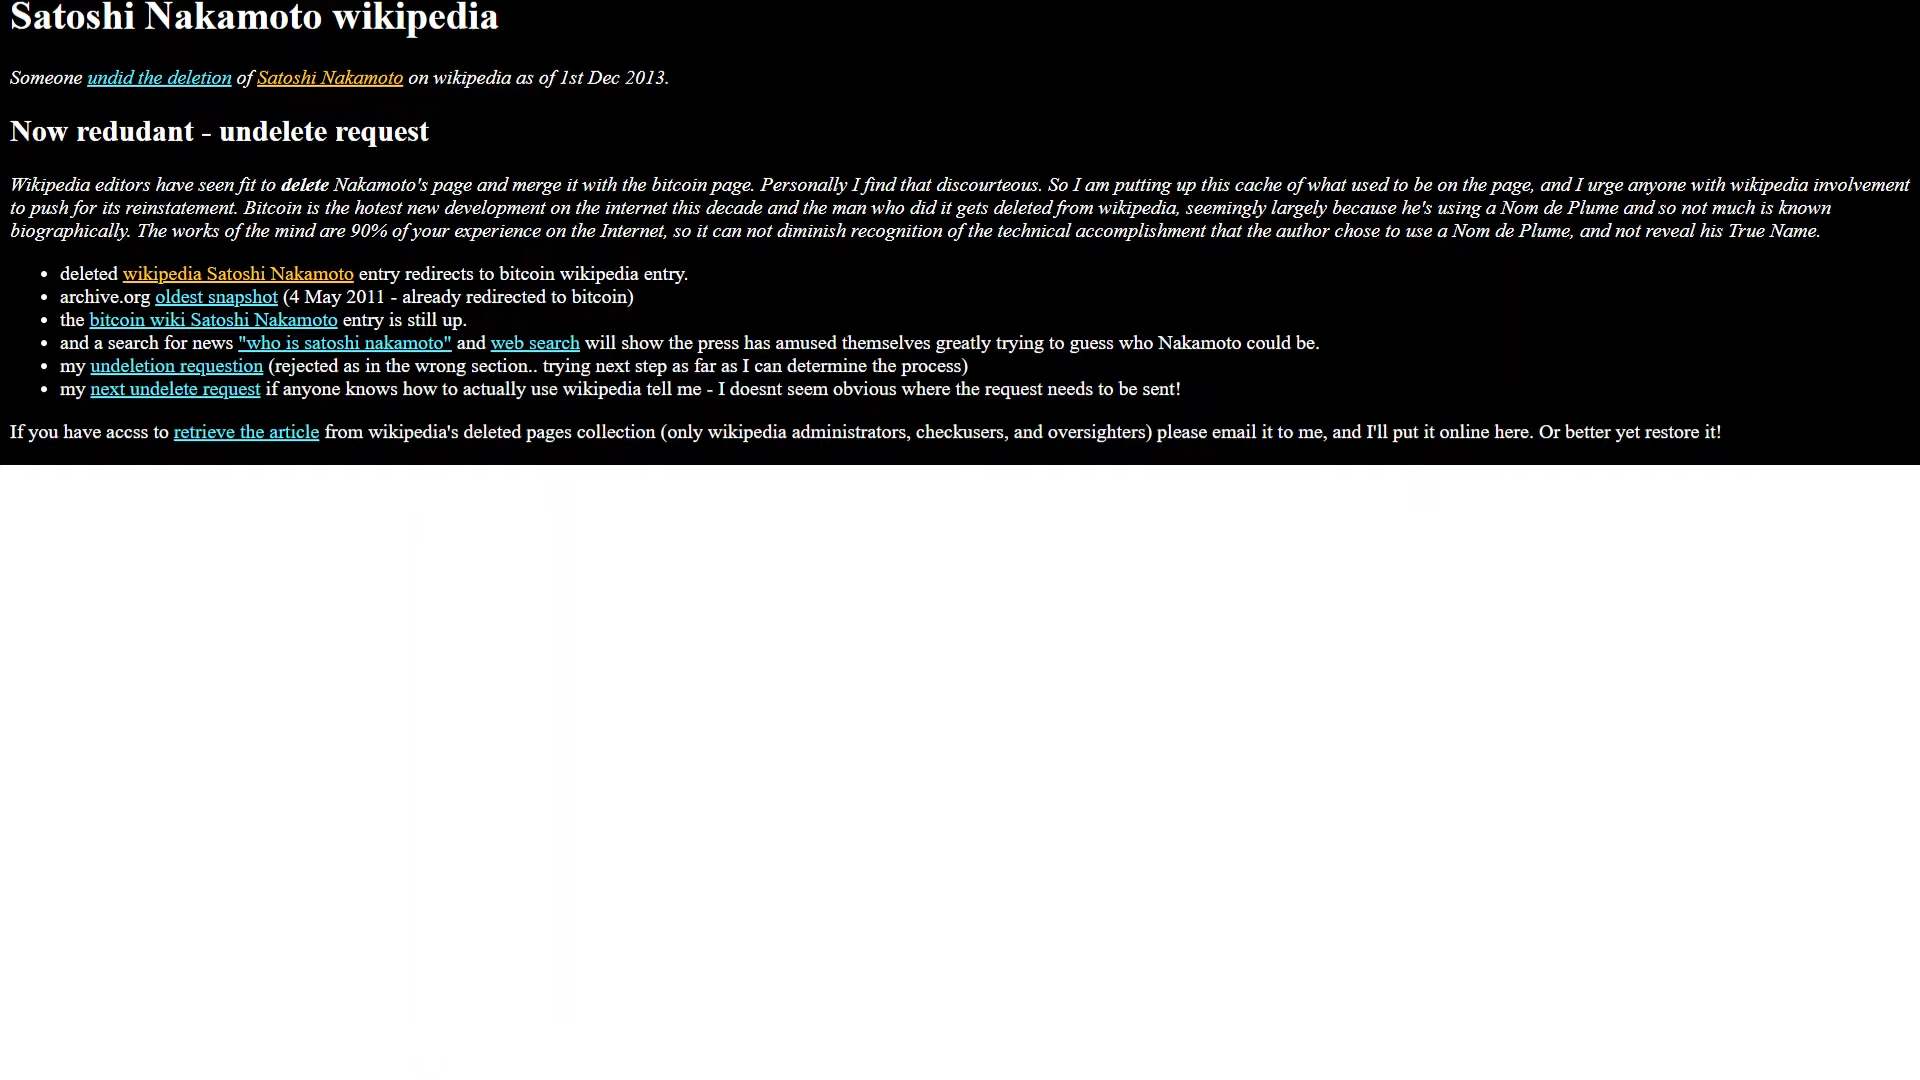 Satoshi Nakamoto wikipedia
Someone undid the deletion of Satoshi Nakamoto on wikipedia as of 1st Dec 2013.
Now redudant - undelete request
Wikipedia editors have seen fit to delete Nakamoto's page and merge it with the bitcoin page. Personally I find that discourteous. So I am putting up this cache of what used to be on the page, and I urge anyone with wikipedia involvement
to push for its reinstatement. Bitcoin is the hotest new development on the internet this decade and the man who did it gets deleted from wikipedia, seemingly largely because he's using a Nom de Plume and so not much is known
biographically. The works of the mind are 90% of your experience on the Internet, so it can not diminish recognition of the technical accomplishment that the author chose to use a Nom de Plume, and not reveal his True Name.
• deleted wikipedia Satoshi Nakamoto entry redirects to bitcoin wikipedia entry.
• archive.org oldest snapshot (4 May 2011 - already redirected to bitcoin)
• the bitcoin wiki Satoshi Nakamoto entry is still up.
• and a search for news "who is satoshi nakamoto" and web search will show the press has amused themselves greatly trying to guess who Nakamoto could be.
• my undeletion requestion (rejected as in the wrong section.. trying next step as far as I can determine the process)
• my next undelete request if anyone knows how to actually use wikipedia tell me - I doesnt seem obvious where the request needs to be sent!
If you have accss to retrieve the article from wikipedia's deleted pages collection (only wikipedia administrators, checkusers, and oversighters) please email it to me, and I'll put it online here. Or better yet restore it!